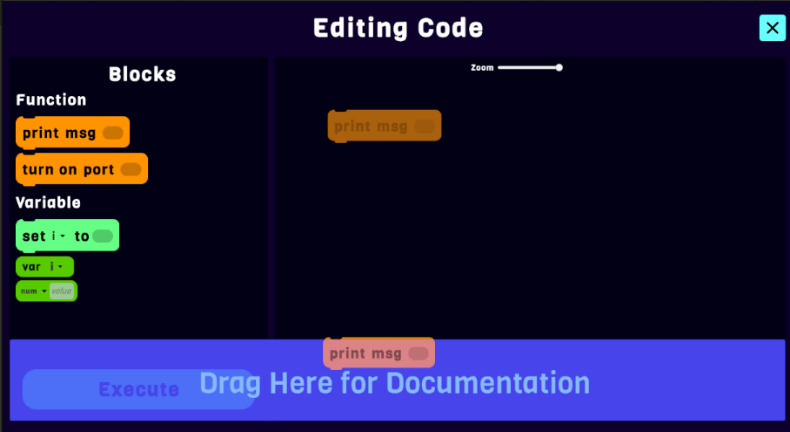 Editing Code
Blocks
Function
print msg
turn on port
Variable
set i to
var i
num value
Zoom
print msg
print msg
Execute
Drag Here for Documentation